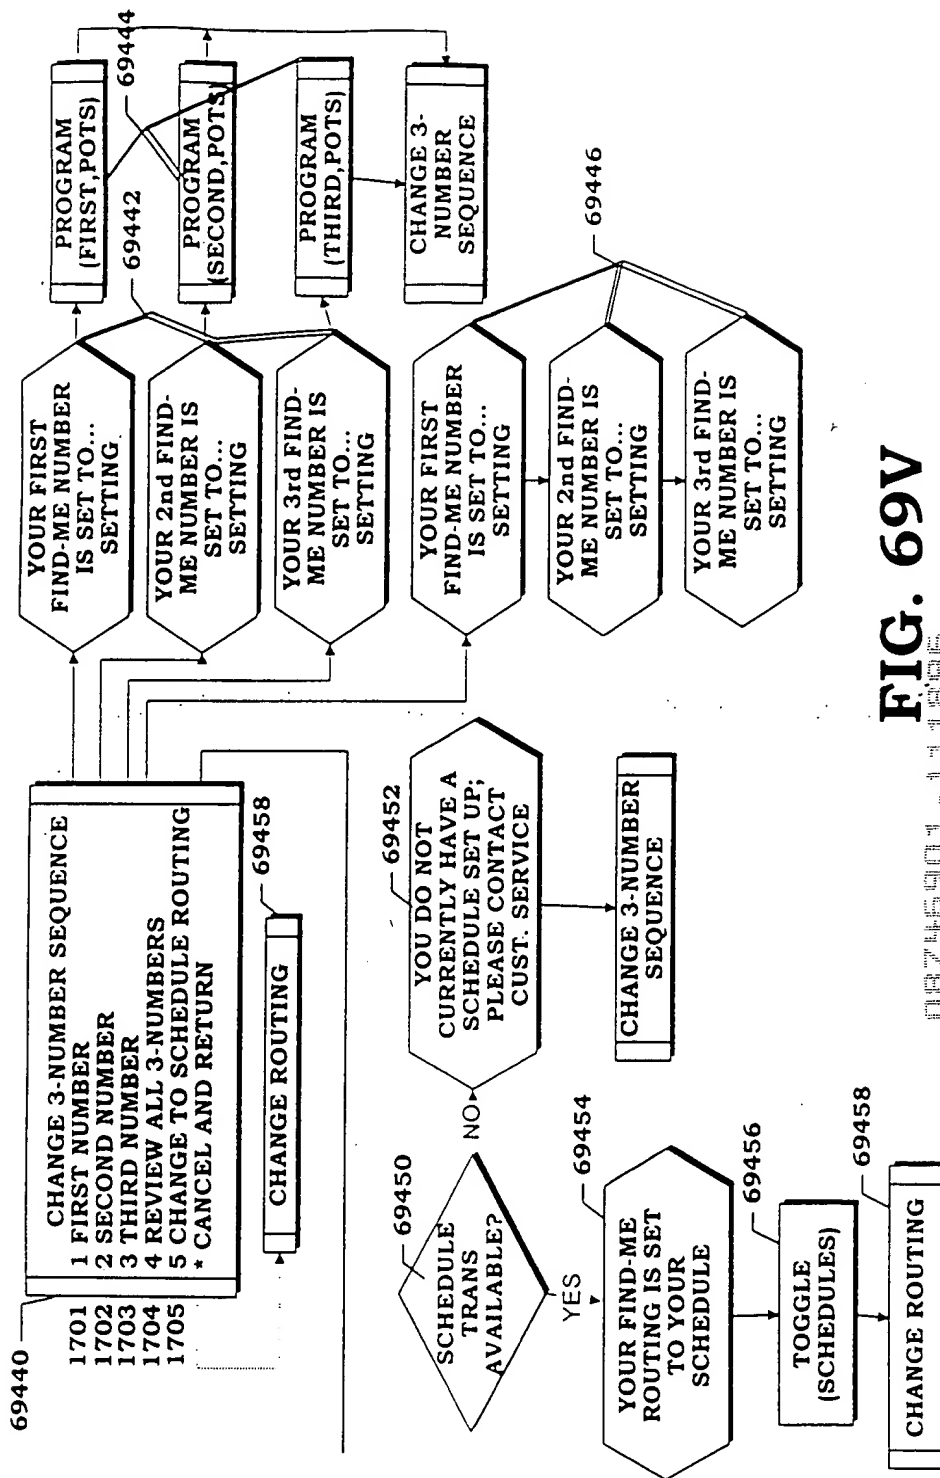 69440
CHANGE 3-NUMBER SEQUENCE
1701 1 FIRST NUMBER
1702 2 SECOND NUMBER
1703 3 THIRD NUMBER
1704 4 REVIEW ALL 3-NUMBERS
1705 5 CHANGE TO SCHEDULE ROUTING
* CANCEL AND RETURN
CHANGE ROUTING
69458
YOUR FIRST
FIND-ME NUMBER
IS SET TO...
SETTING
YOUR 2nd FIND-
ME NUMBER IS
SET TO...
SETTING
YOUR 3rd FIND-
ME NUMBER IS
SET TO...
SETTING
69442
PROGRAM
(FIRST,POTS)
PROGRAM
(SECOND,POTS)
PROGRAM
(THIRD,POTS)
69444
CHANGE 3-
NUMBER
SEQUENCE
YOUR FIRST
FIND-ME NUMBER
IS SET TO...
SETTING
YOUR 2nd FIND-
ME NUMBER IS
SET TO...
SETTING
YOUR 3rd FIND-
ME NUMBER IS
SET TO...
SETTING
69446
69450
SCHEDULE
TRANS
AVAILABLE?
NO
YES
69452
YOU DO NOT
CURRENTLY HAVE A
SCHEDULE SET UP;
PLEASE CONTACT
CUST. SERVICE
CHANGE 3-NUMBER
SEQUENCE
69454
YOUR FIND-ME
ROUTING IS SET
TO YOUR
SCHEDULE
69456
TOGGLE
(SCHEDULES)
69458
CHANGE ROUTING
FIG. 69V